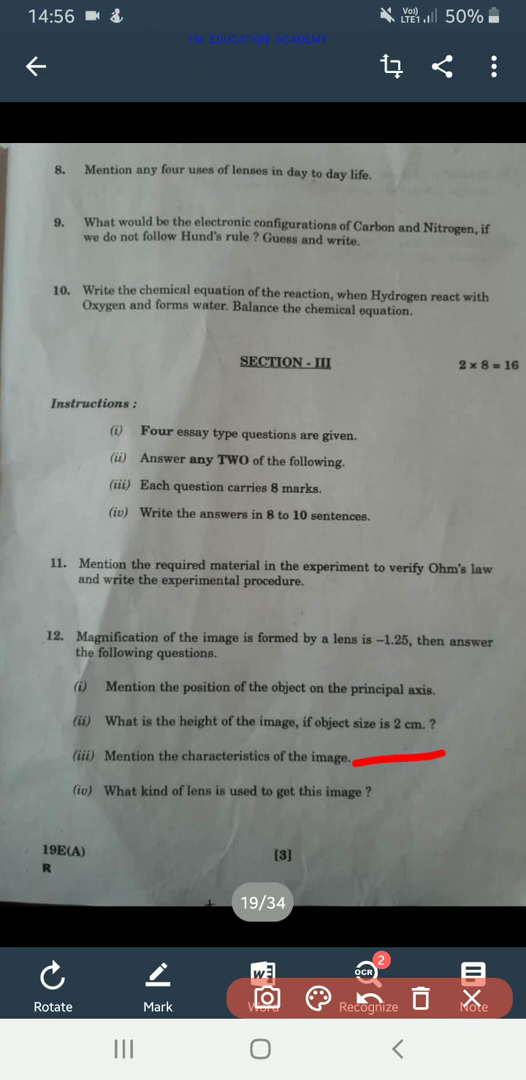 14:56
Vo))
LTE1
50%
FM EDUCATION ACADEMY
8. Mention any four uses of lenses in day to day life.
9. What would be the electronic configurations of Carbon and Nitrogen, if
we do not follow Hund's rule ? Guess and write.
10. Write the chemical equation of the reaction, when Hydrogen react with
Oxygen and forms water. Balance the chemical equation.
SECTION - III 2 × 8 = 16
Instructions :
(i) Four essay type questions are given.
(ii) Answer any TWO of the following.
(iii) Each question carries 8 marks.
(iv) Write the answers in 8 to 10 sentences.
11. Mention the required material in the experiment to verify Ohm's law
and write the experimental procedure.
12. Magnification of the image is formed by a lens is –1.25, then answer
the following questions.
(i) Mention the position of the object on the principal axis.
(ii) What is the height of the image, if object size is 2 cm. ?
(iii) Mention the characteristics of the image.
(iv) What kind of lens is used to get this image ?
19E(A) [3]
R
19/34
W
OCR
2
Rotate Mark Word Recognize Note